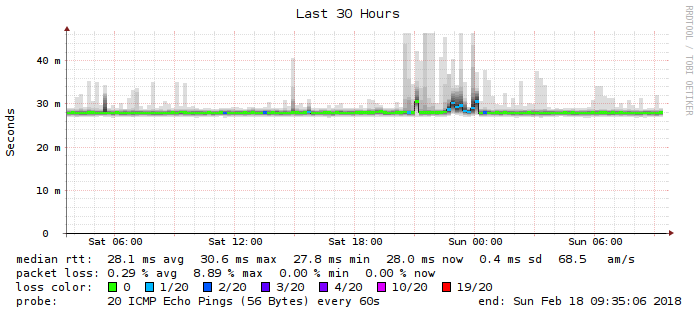 Last 30 Hours
RRDTOOL / TOBI OETIKER
Seconds
40 m
30 m
20 m
10 m
0
Sat 06:00 Sat 12:00 Sat 18:00 Sun 00:00 Sun 06:00
median rtt: 28.1 ms avg 30.6 ms max 27.8 ms min 28.0 ms now 0.4 ms sd 68.5 am/s
packet loss: 0.29 % avg 8.89 % max 0.00 % min 0.00 % now
loss color: 0 1/20 2/20 3/20 4/20 10/20 19/20
probe: 20 ICMP Echo Pings (56 Bytes) every 60s end: Sun Feb 18 09:35:06 2018